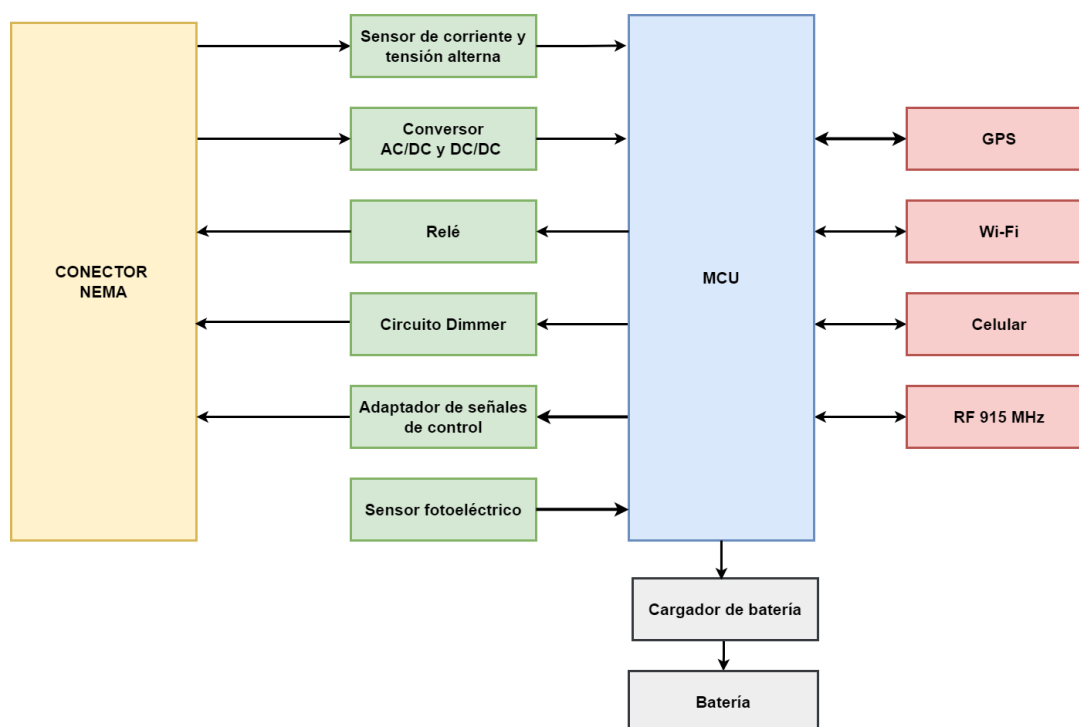 Sensor de corriente y
tensión alterna
Conversor
AC/DC y DC/DC
GPS
Relé
Wi-Fi
CONECTOR
NEMA
MCU
Circuito Dimmer
Celular
Adaptador de señales
de control
RF 915 MHz
Sensor fotoeléctrico
Cargador de batería
Batería